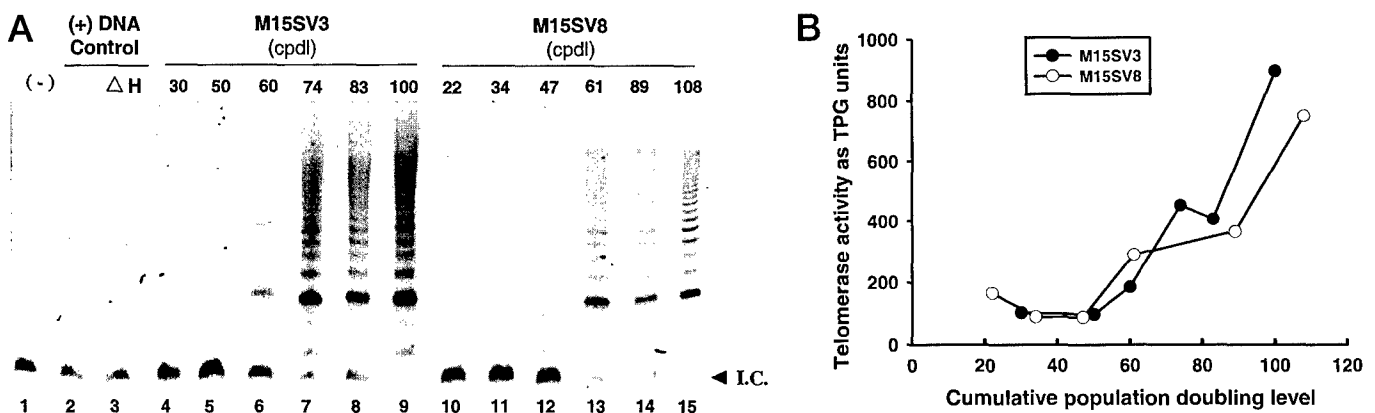 A
(+) DNA
Control
M15SV3
(cpdl)
M15SV8
(cpdl)
(-) △ H 30 50 60 74 83 100 22 34 47 61 89 108
◄ I.C.
1 2 3 4 5 6 7 8 9 10 11 12 13 14 15
B
Telomerase activity as TPG units
1000
800
600
400
200
0
M15SV3
M15SV8
0 20 40 60 80 100 120
Cumulative population doubling level